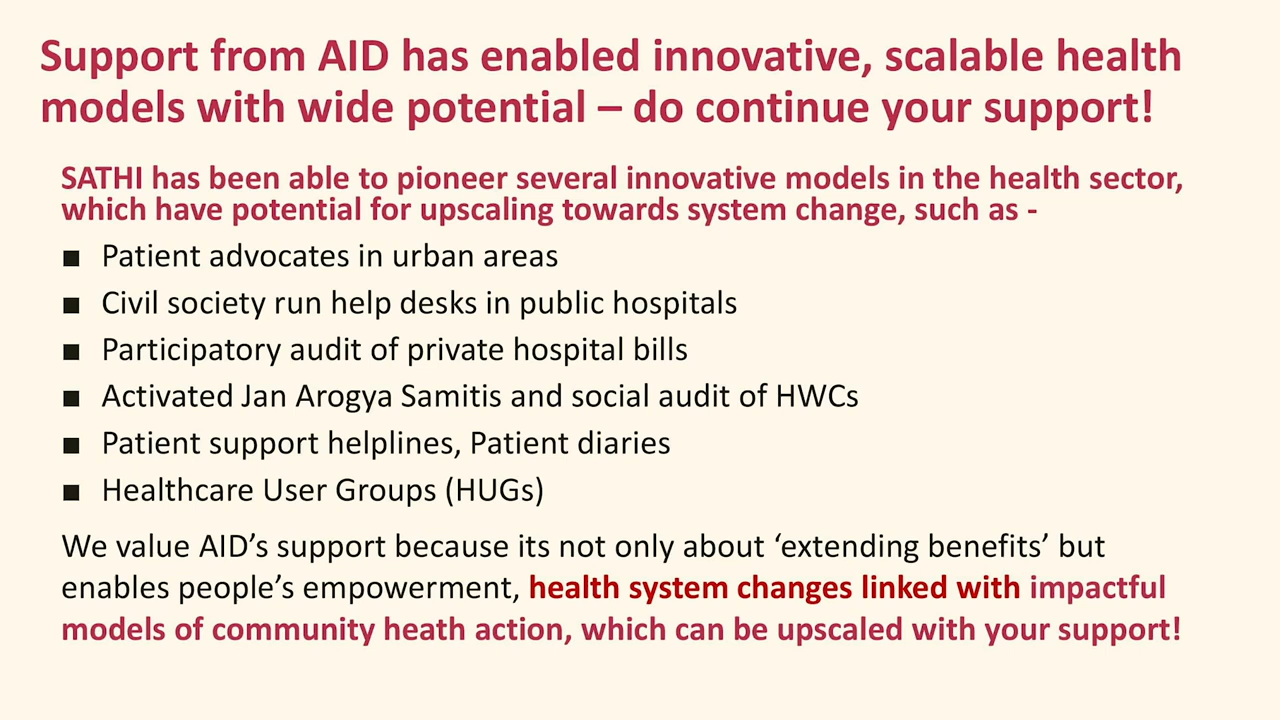 Support from AID has enabled innovative, scalable health
models with wide potential – do continue your support!
SATHI has been able to pioneer several innovative models in the health sector,
which have potential for upscaling towards system change, such as -
■ Patient advocates in urban areas
■ Civil society run help desks in public hospitals
■ Participatory audit of private hospital bills
■ Activated Jan Arogya Samitis and social audit of HWCs
■ Patient support helplines, Patient diaries
■ Healthcare User Groups (HUGs)
We value AID’s support because its not only about ‘extending benefits’ but
enables people’s empowerment, health system changes linked with impactful
models of community heath action, which can be upscaled with your support!